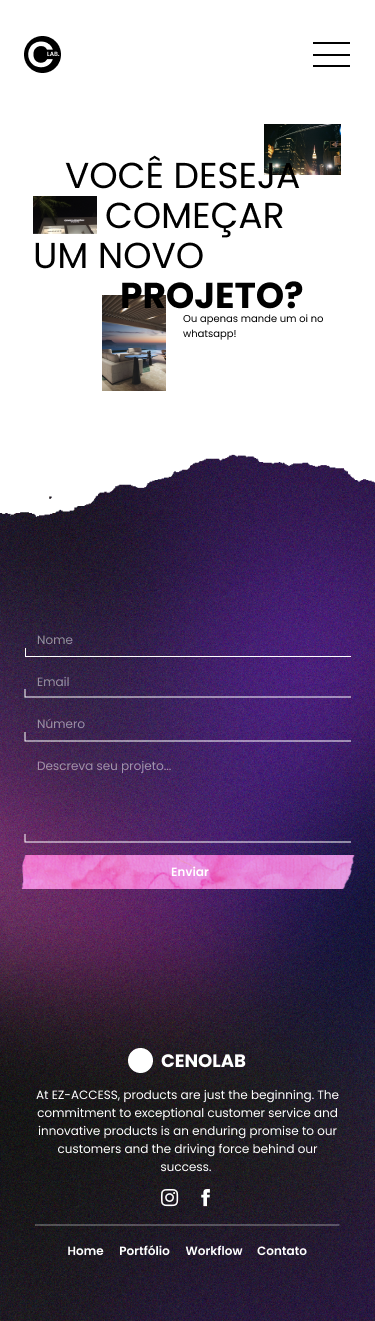 LAB.
VOCÊ DESEJA
COMEÇAR
UM NOVO
PROJETO?
Ou apenas mande um oi no
whatsapp!
Nome
Email
Número
Descreva seu projeto...
Enviar
CENOLAB
At EZ-ACCESS, products are just the beginning. The
commitment to exceptional customer service and
innovative products is an enduring promise to our
customers and the driving force behind our
success.
Home Portfólio Workflow Contato